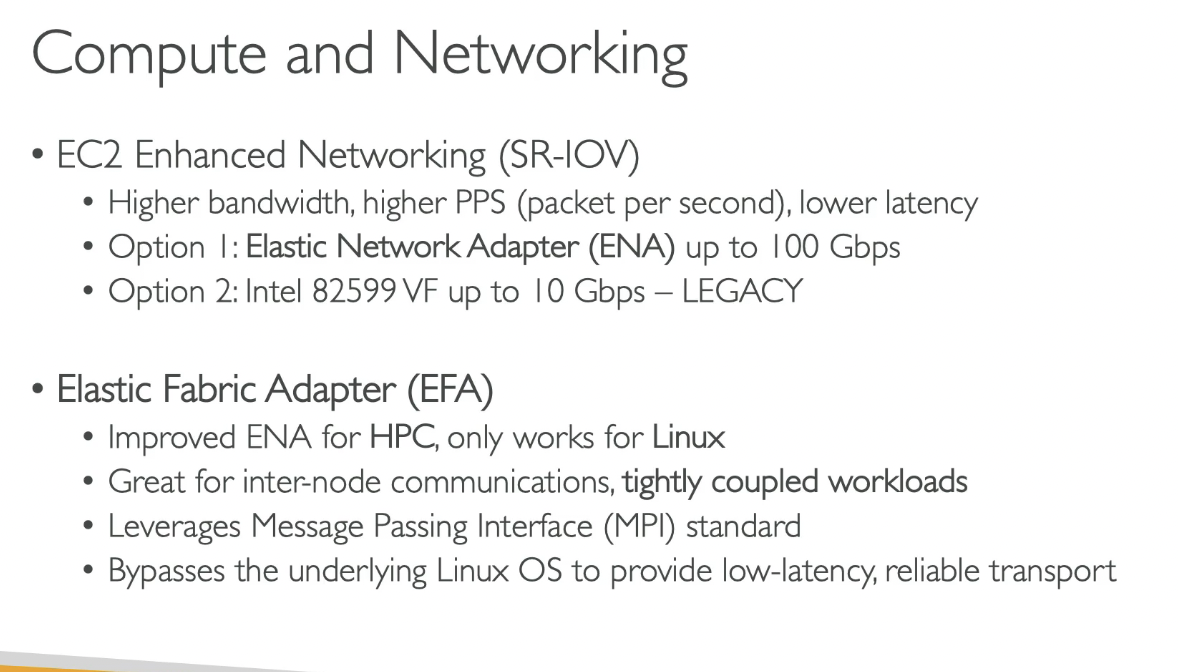 Compute and Networking
• EC2 Enhanced Networking (SR-IOV)
• Higher bandwidth, higher PPS (packet per second), lower latency
• Option 1: Elastic Network Adapter (ENA) up to 100 Gbps
• Option 2: Intel 82599 VF up to 10 Gbps – LEGACY
• Elastic Fabric Adapter (EFA)
• Improved ENA for HPC, only works for Linux
• Great for inter-node communications, tightly coupled workloads
• Leverages Message Passing Interface (MPI) standard
• Bypasses the underlying Linux OS to provide low-latency, reliable transport